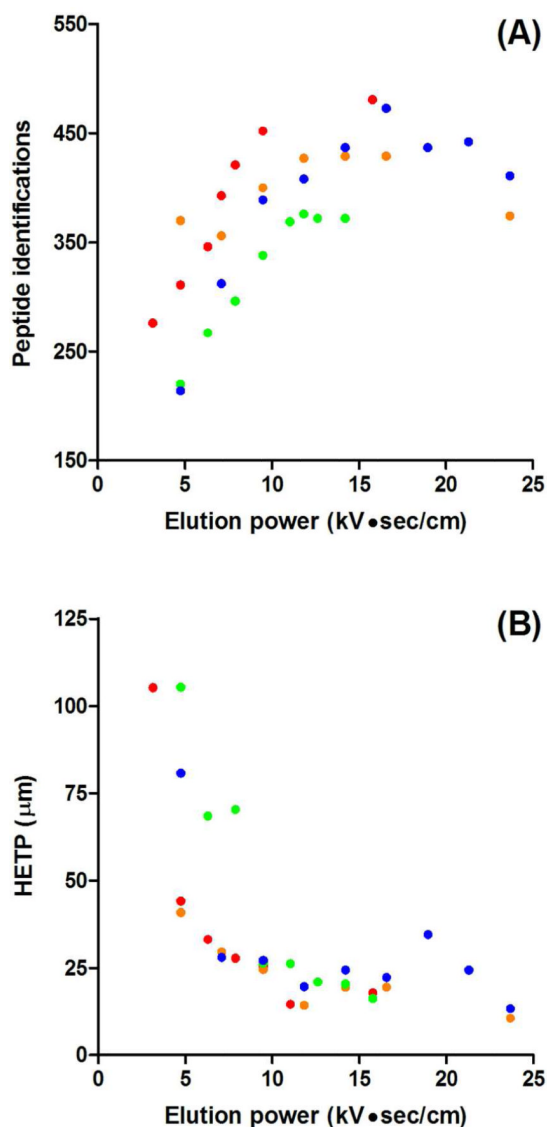 (A)
550
450
350
250
150
Peptide identifications
0 5 10 15 20 25
Elution power (kV●sec/cm)
(B)
125
100
75
50
25
0
HETP (μm)
0 5 10 15 20 25
Elution power (kV●sec/cm)